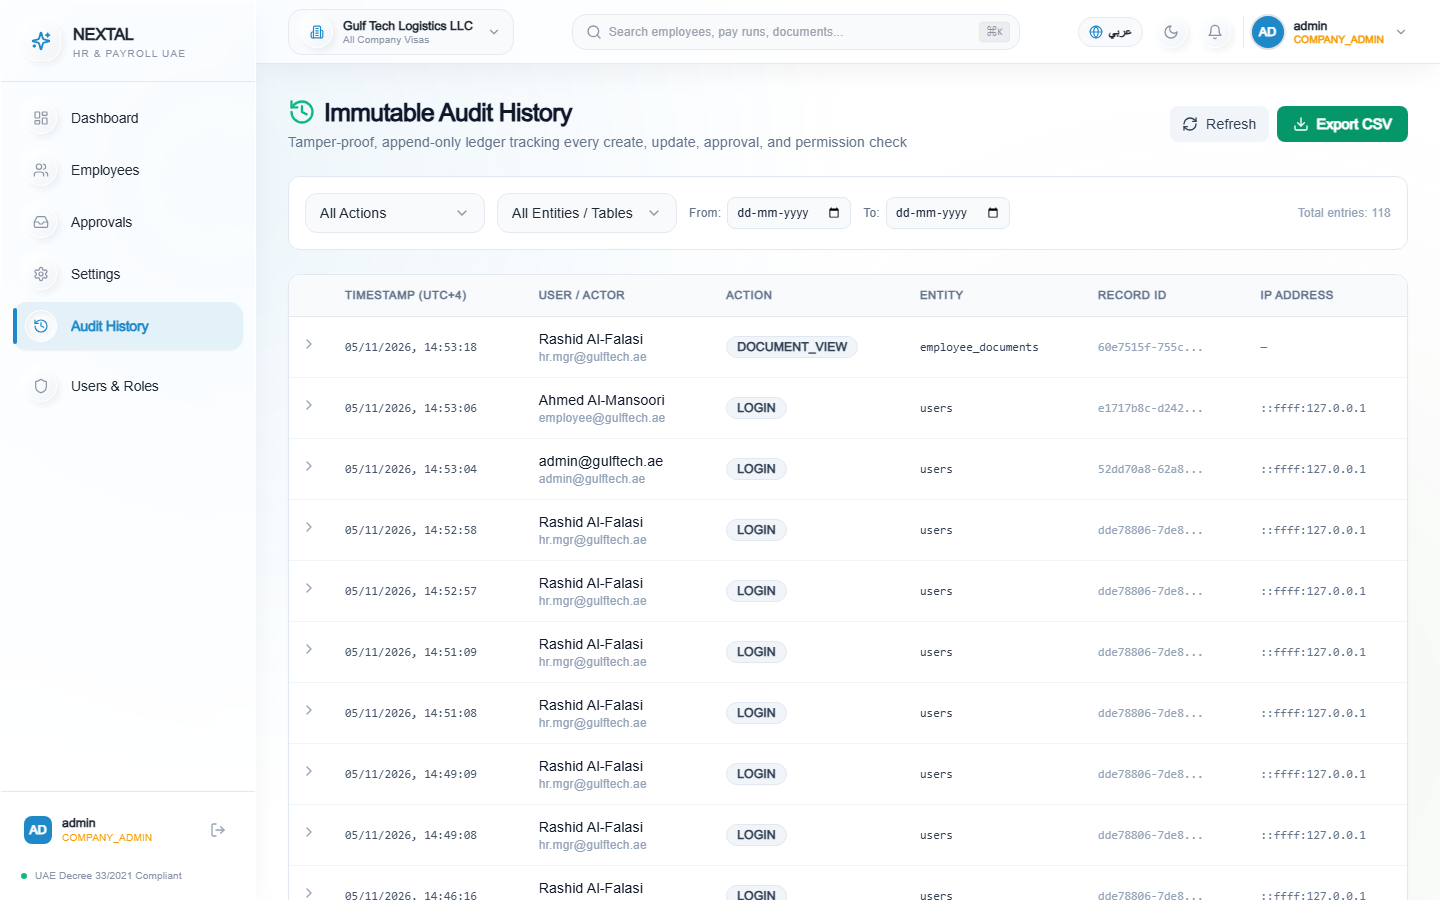 NEXTAL
HR & PAYROLL UAE
Dashboard
Employees
Approvals
Settings
Audit History
Users & Roles
AD
admin
COMPANY_ADMIN
UAE Decree 33/2021 Compliant
Gulf Tech Logistics LLC
All Company Visas
Search employees, pay runs, documents...
⌘K
عربي
AD
admin
COMPANY_ADMIN
Immutable Audit History
Tamper-proof, append-only ledger tracking every create, update, approval, and permission check
Refresh
Export CSV
All Actions
All Entities / Tables
From: dd-mm-yyyy
To: dd-mm-yyyy
Total entries: 118
TIMESTAMP (UTC+4) USER / ACTOR ACTION ENTITY RECORD ID IP ADDRESS
05/11/2026, 14:53:18 Rashid Al-Falasi DOCUMENT_VIEW employee_documents 60e7515f-755c... —
hr.mgr@gulftech.ae
05/11/2026, 14:53:06 Ahmed Al-Mansoori LOGIN users e1717b8c-d242... ::ffff:127.0.0.1
employee@gulftech.ae
05/11/2026, 14:53:04 admin@gulftech.ae LOGIN users 52dd70a8-62a8... ::ffff:127.0.0.1
admin@gulftech.ae
05/11/2026, 14:52:58 Rashid Al-Falasi LOGIN users dde78806-7de8... ::ffff:127.0.0.1
hr.mgr@gulftech.ae
05/11/2026, 14:52:57 Rashid Al-Falasi LOGIN users dde78806-7de8... ::ffff:127.0.0.1
hr.mgr@gulftech.ae
05/11/2026, 14:51:09 Rashid Al-Falasi LOGIN users dde78806-7de8... ::ffff:127.0.0.1
hr.mgr@gulftech.ae
05/11/2026, 14:51:08 Rashid Al-Falasi LOGIN users dde78806-7de8... ::ffff:127.0.0.1
hr.mgr@gulftech.ae
05/11/2026, 14:49:09 Rashid Al-Falasi LOGIN users dde78806-7de8... ::ffff:127.0.0.1
hr.mgr@gulftech.ae
05/11/2026, 14:49:08 Rashid Al-Falasi LOGIN users dde78806-7de8... ::ffff:127.0.0.1
hr.mgr@gulftech.ae
05/11/2026, 14:46:16 Rashid Al-Falasi LOGIN users dde78806-7de8... ::ffff:127.0.0.1